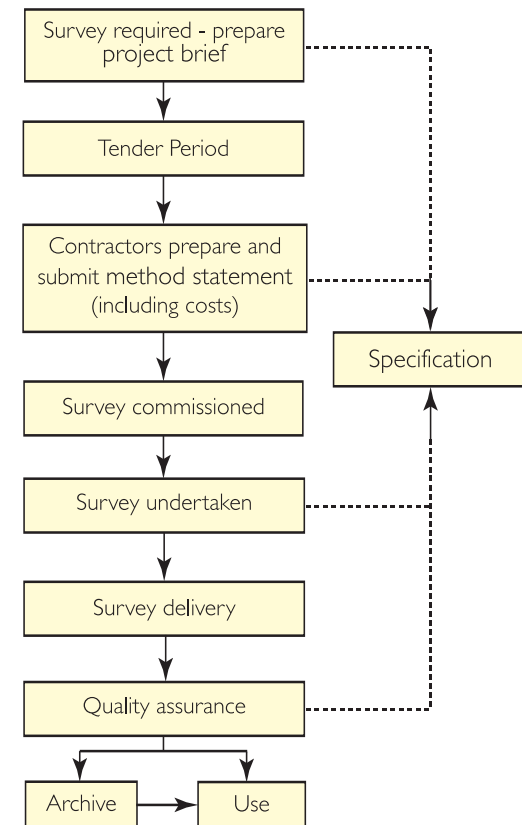 Survey required - prepare
project brief
Tender Period
Contractors prepare and
submit method statement
(including costs)
Specification
Survey commissioned
Survey undertaken
Survey delivery
Quality assurance
Archive
Use